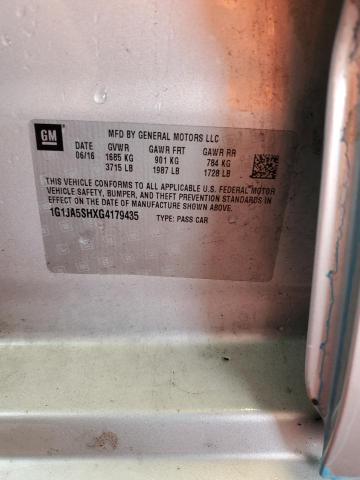 GM
MFD BY GENERAL MOTORS LLC
DATE GVWR GAWR FRT GAWR RR
06/16 1685 KG 901 KG 784 KG
3715 LB 1987 LB 1728 LB
THIS VEHICLE CONFORMS TO ALL APPLICABLE U.S. FEDERAL MOTOR
VEHICLE SAFETY, BUMPER, AND THEFT PREVENTION STANDARDS
IN EFFECT ON THE DATE OF MANUFACTURE SHOWN ABOVE.
1G1JA5SHXG4179435 TYPE: PASS CAR